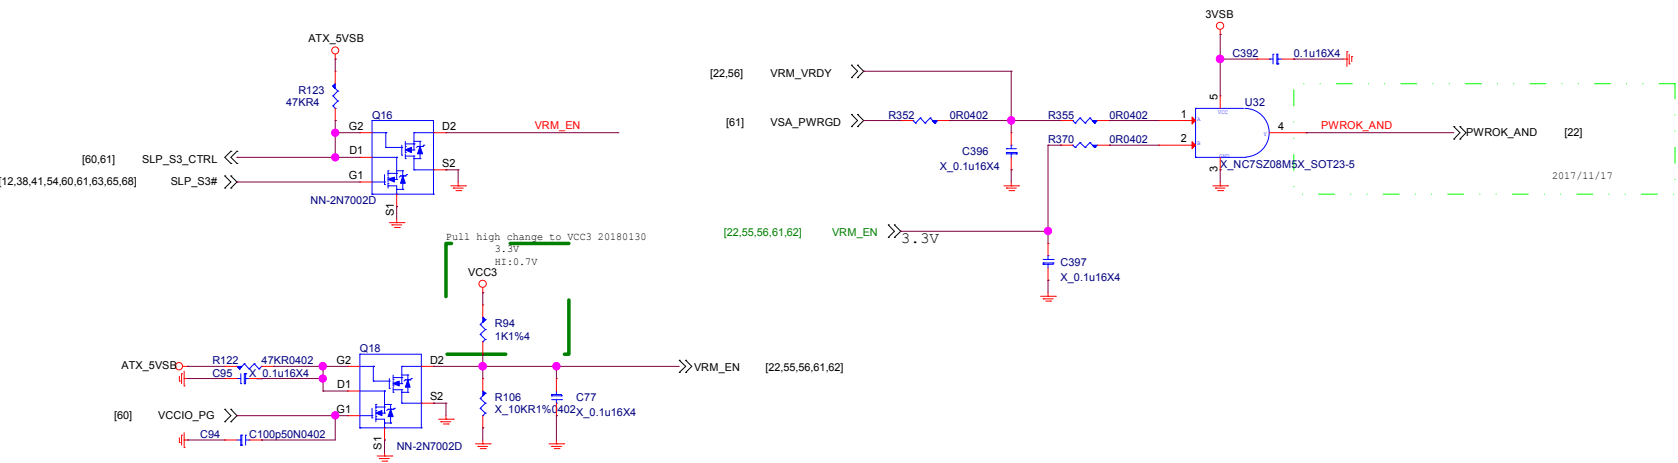 ATX_5VSB
R123
47KR4
Q16
G2
D2
VRM_EN
[60,61]
SLP_S3_CTRL
D1
S2
[12,38,41,54,60,61,63,65,68]
SLP_S3#
G1
S1
NN-2N7002D
3VSB
C392
0.1u16X4
[22,56]
VRM_VRDY
U32
5
VCC
[61]
VSA_PWRGD
R352
0R0402
R355
0R0402
1
A
R370
0R0402
2
B
4
Y
PWROK_AND
PWROK_AND
[22]
C396
X_0.1u16X4
GND
3
X_NC7SZ08M5X_SOT23-5
2017/11/17
[22,55,56,61,62]
VRM_EN
3.3V
C397
X_0.1u16X4
Pull high change to VCC3 20180130
3.3V
HI:0.7V
VCC3
R94
1K1%4
ATX_5VSB
R122
47KR0402
Q18
G2
D2
C95
X_0.1u16X4
D1
VRM_EN
[22,55,56,61,62]
S2
R106
X_10KR1%0402
C77
X_0.1u16X4
[60]
VCCIO_PG
G1
C94
C100p50N0402
S1
NN-2N7002D